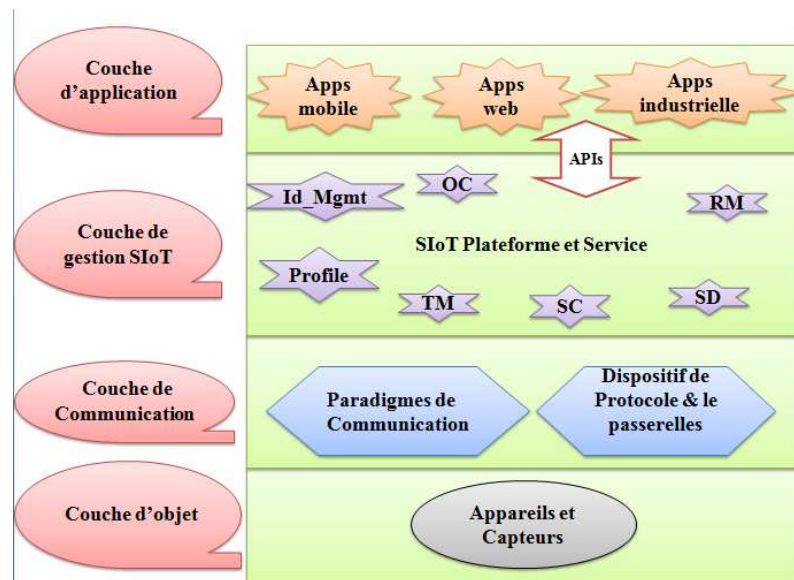 Couche
d'application
Apps
mobile
Apps
web
Apps
industrielle
APIs
Couche de
gestion SIoT
Id_Mgmt
OC
RM
SIoT Plateforme et Service
Profile
TM
SC
SD
Couche de
Communication
Paradigmes de
Communication
Dispositif de
Protocole & le
passerelles
Couche d'objet
Appareils et
Capteurs